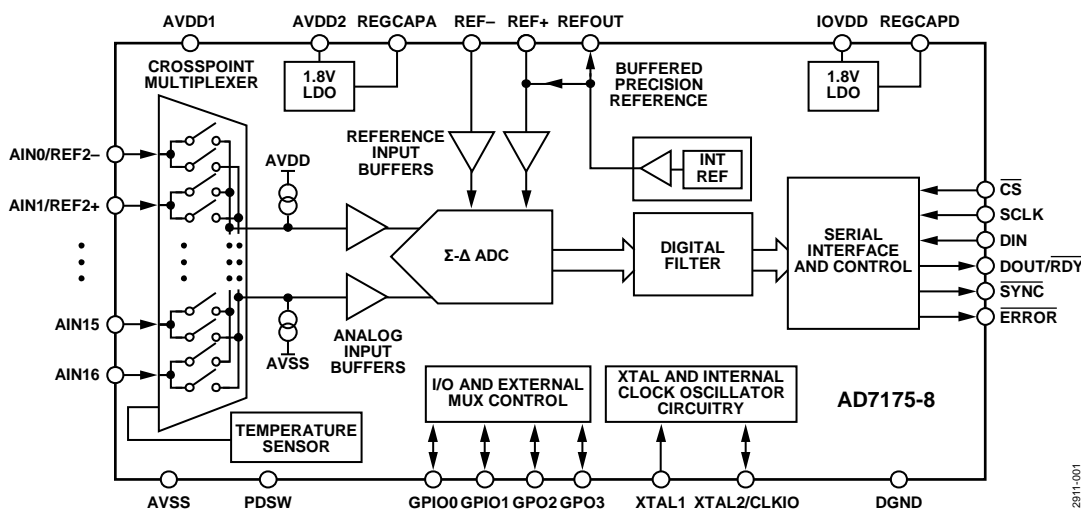 AVDD1
AVDD2
REGCAPA
REF–
REF+
REFOUT
IOVDD
REGCAPD
CROSSPOINT
MULTIPLEXER
1.8V
LDO
BUFFERED
PRECISION
REFERENCE
1.8V
LDO
REFERENCE
INPUT
BUFFERS
INT
REF
AIN0/REF2–
AIN1/REF2+
AIN15
AIN16
AVDD
AVSS
ANALOG
INPUT
BUFFERS
Σ-Δ ADC
DIGITAL
FILTER
SERIAL
INTERFACE
AND CONTROL
CS
SCLK
DIN
DOUT/RDY
SYNC
ERROR
I/O AND EXTERNAL
MUX CONTROL
XTAL AND INTERNAL
CLOCK OSCILLATOR
CIRCUITRY
AD7175-8
TEMPERATURE
SENSOR
AVSS
PDSW
GPIO0
GPIO1
GPO2
GPO3
XTAL1
XTAL2/CLKIO
DGND
2911-001